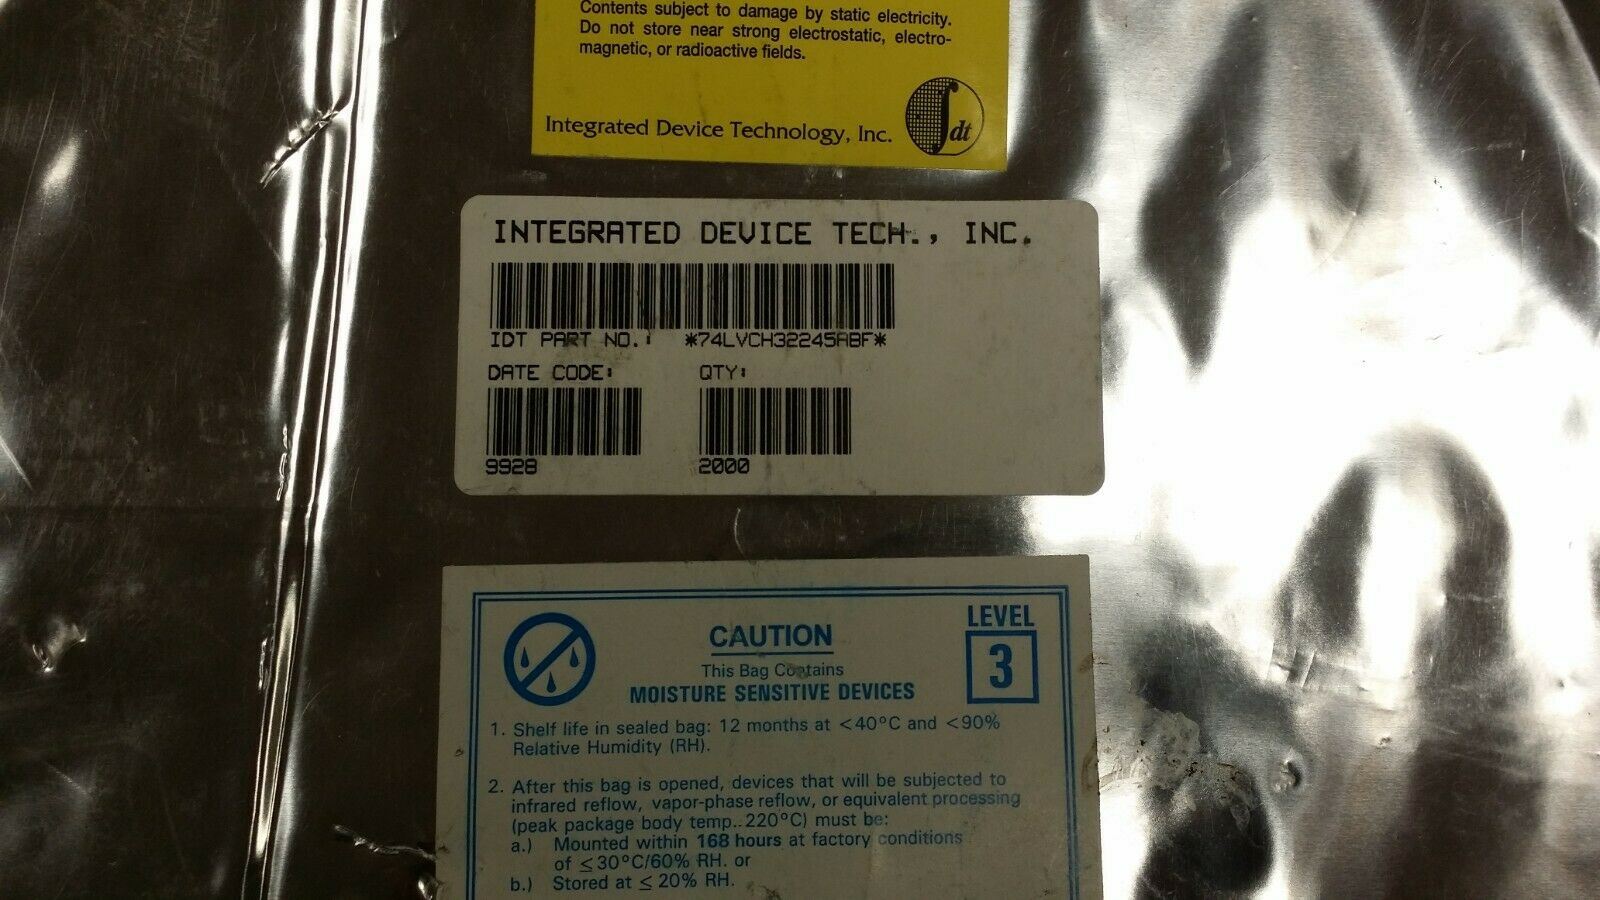 Contents subject to damage by static electricity.
Do not store near strong electrostatic, electro-
magnetic, or radioactive fields.
Integrated Device Technology, Inc.
dt
INTEGRATED DEVICE TECH., INC.
IDT PART NO.: *74LVCH32245ABF*
DATE CODE: QTY:
9928 2000
CAUTION
LEVEL
3
This Bag Contains
MOISTURE SENSITIVE DEVICES
1. Shelf life in sealed bag: 12 months at <40°C and <90%
Relative Humidity (RH).
2. After this bag is opened, devices that will be subjected to
infrared reflow, vapor-phase reflow, or equivalent processing
(peak package body temp..220°C) must be:
a.) Mounted within 168 hours at factory conditions
of ≤30°C/60% RH. or
b.) Stored at ≤ 20% RH.